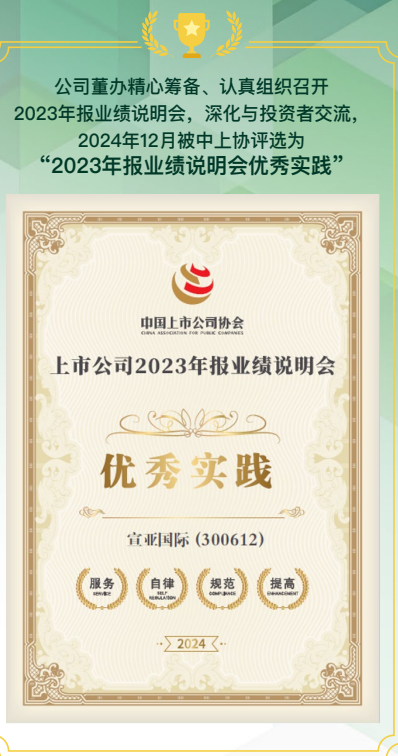 公司董办精心筹备、认真组织召开
2023年报业绩说明会，深化与投资者交流，
2024年12月被中上协评选为
“2023年报业绩说明会优秀实践”
中国上市公司协会
CHINA ASSOCIATION FOR PUBLIC COMPANIES
上市公司2023年报业绩说明会
优秀实践
宣亚国际 (300612)
服务 自律 规范 提高
SERVICE SELF REGULATION COMPLIANCE ENHANCEMENT
2024